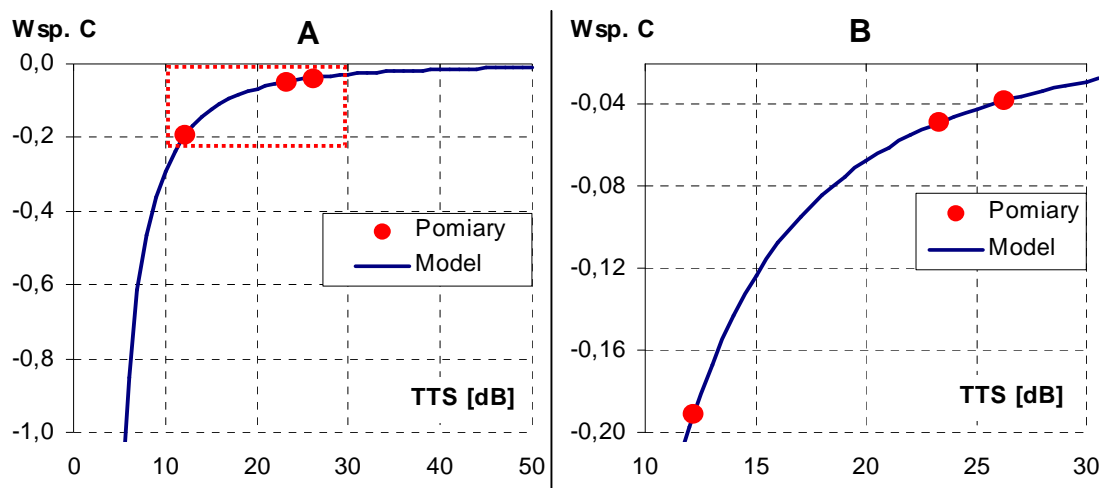 Wsp. C
A
0,0
-0,2
-0,4
-0,6
-0,8
-1,0
Pomiary
Model
TTS [dB]
0 10 20 30 40 50
Wsp. C
B
-0,04
-0,08
-0,12
-0,16
-0,20
Pomiary
Model
TTS [dB]
10 15 20 25 30